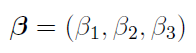 𝜷 = (β₁, β₂, β₃)